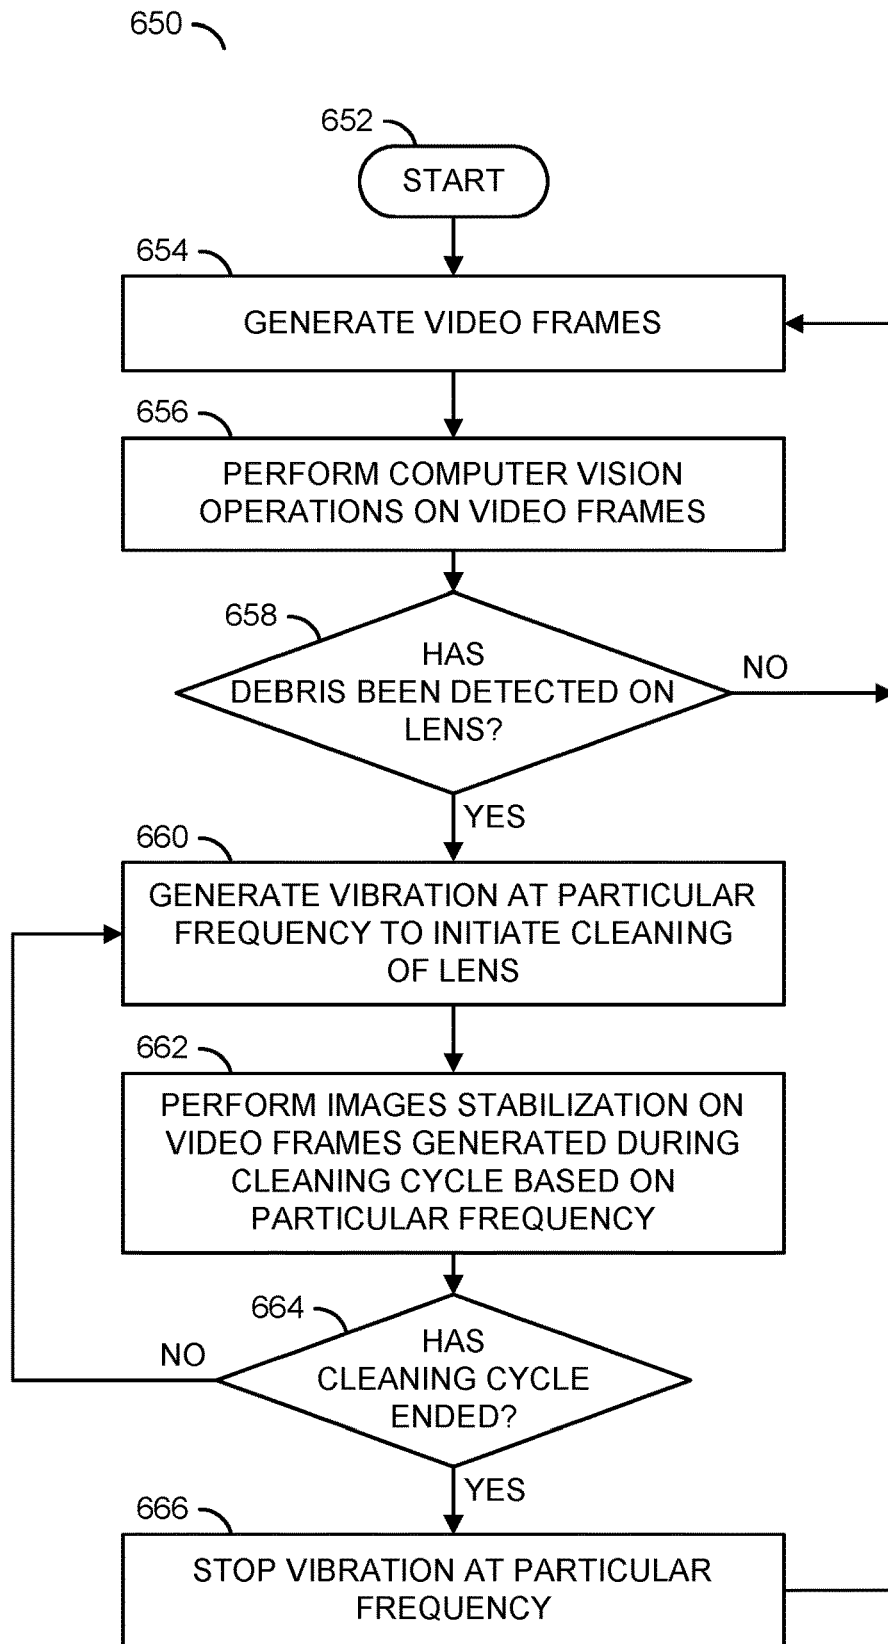 650
652
START
654
GENERATE VIDEO FRAMES
656
PERFORM COMPUTER VISION
OPERATIONS ON VIDEO FRAMES
658
HAS
DEBRIS BEEN DETECTED ON
LENS?
NO
YES
660
GENERATE VIBRATION AT PARTICULAR
FREQUENCY TO INITIATE CLEANING
OF LENS
662
PERFORM IMAGES STABILIZATION ON
VIDEO FRAMES GENERATED DURING
CLEANING CYCLE BASED ON
PARTICULAR FREQUENCY
664
HAS
CLEANING CYCLE
ENDED?
NO
YES
666
STOP VIBRATION AT PARTICULAR
FREQUENCY